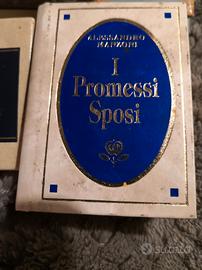 ALESSANDRO
MANZONI
I
Promessi
Sposi
subito